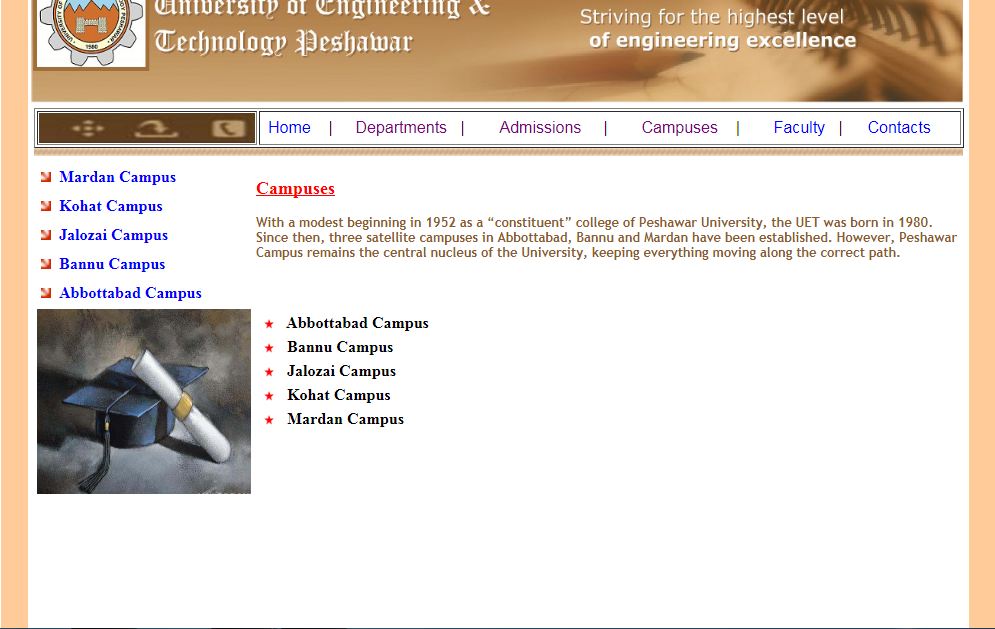 University of Engineering &
Technology Peshawar
Striving for the highest level
of engineering excellence
1980
Home | Departments | Admissions | Campuses | Faculty | Contacts
Mardan Campus
Kohat Campus
Jalozai Campus
Bannu Campus
Abbottabad Campus
Campuses
With a modest beginning in 1952 as a “constituent” college of Peshawar University, the UET was born in 1980.
Since then, three satellite campuses in Abbottabad, Bannu and Mardan have been established. However, Peshawar
Campus remains the central nucleus of the University, keeping everything moving along the correct path.
Abbottabad Campus
Bannu Campus
Jalozai Campus
Kohat Campus
Mardan Campus